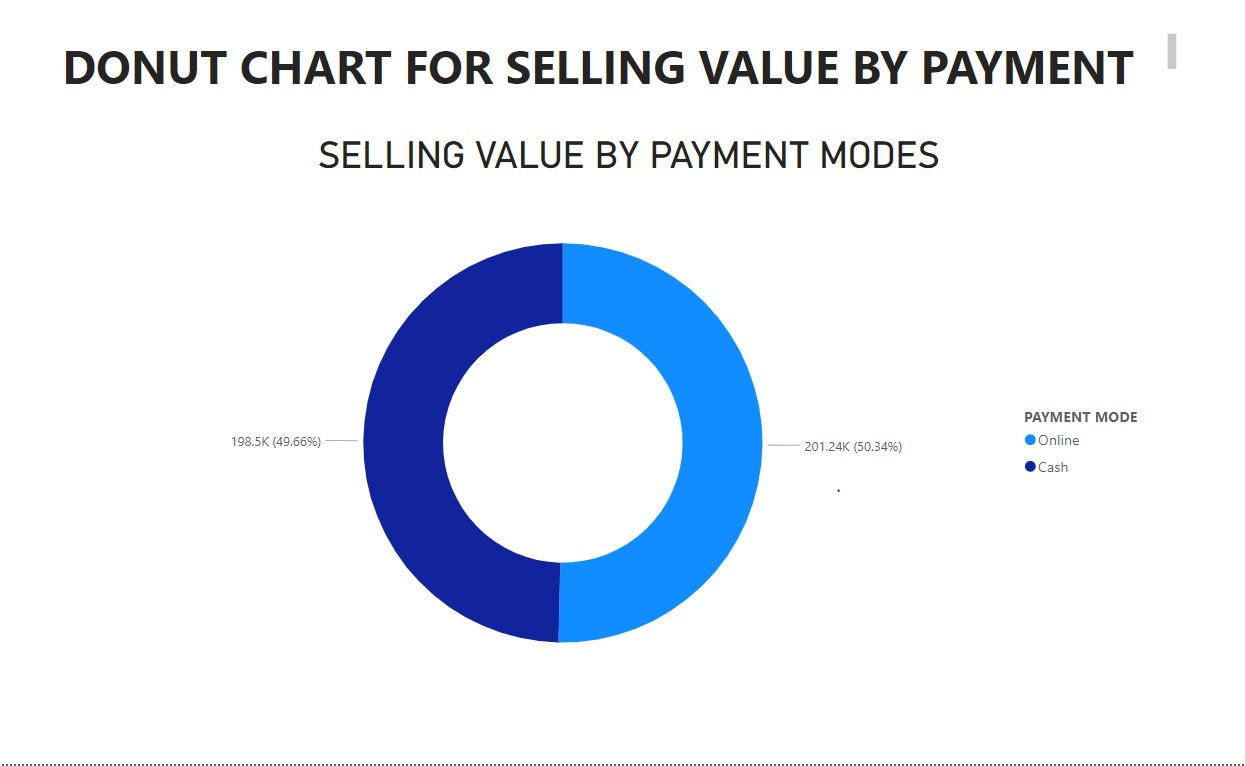 DONUT CHART FOR SELLING VALUE BY PAYMENT
SELLING VALUE BY PAYMENT MODES
198.5K (49.66%)
201.24K (50.34%)
PAYMENT MODE
Online
Cash